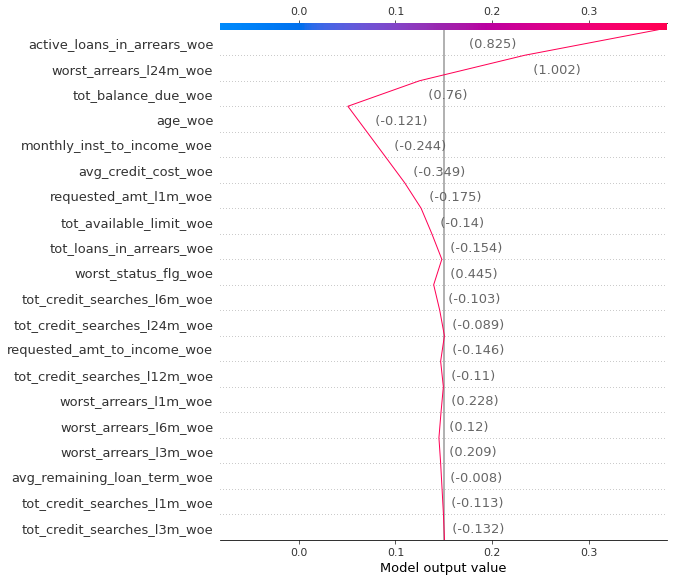 0.0 0.1 0.2 0.3
active_loans_in_arrears_woe (0.825)
worst_arrears_l24m_woe (1.002)
tot_balance_due_woe (0.76)
age_woe (-0.121)
monthly_inst_to_income_woe (-0.244)
avg_credit_cost_woe (-0.349)
requested_amt_l1m_woe (-0.175)
tot_available_limit_woe (-0.14)
tot_loans_in_arrears_woe (-0.154)
worst_status_flg_woe (0.445)
tot_credit_searches_l6m_woe (-0.103)
tot_credit_searches_l24m_woe (-0.089)
requested_amt_to_income_woe (-0.146)
tot_credit_searches_l12m_woe (-0.11)
worst_arrears_l1m_woe (0.228)
worst_arrears_l6m_woe (0.12)
worst_arrears_l3m_woe (0.209)
avg_remaining_loan_term_woe (-0.008)
tot_credit_searches_l1m_woe (-0.113)
tot_credit_searches_l3m_woe (-0.132)
0.0 0.1 0.2 0.3
Model output value